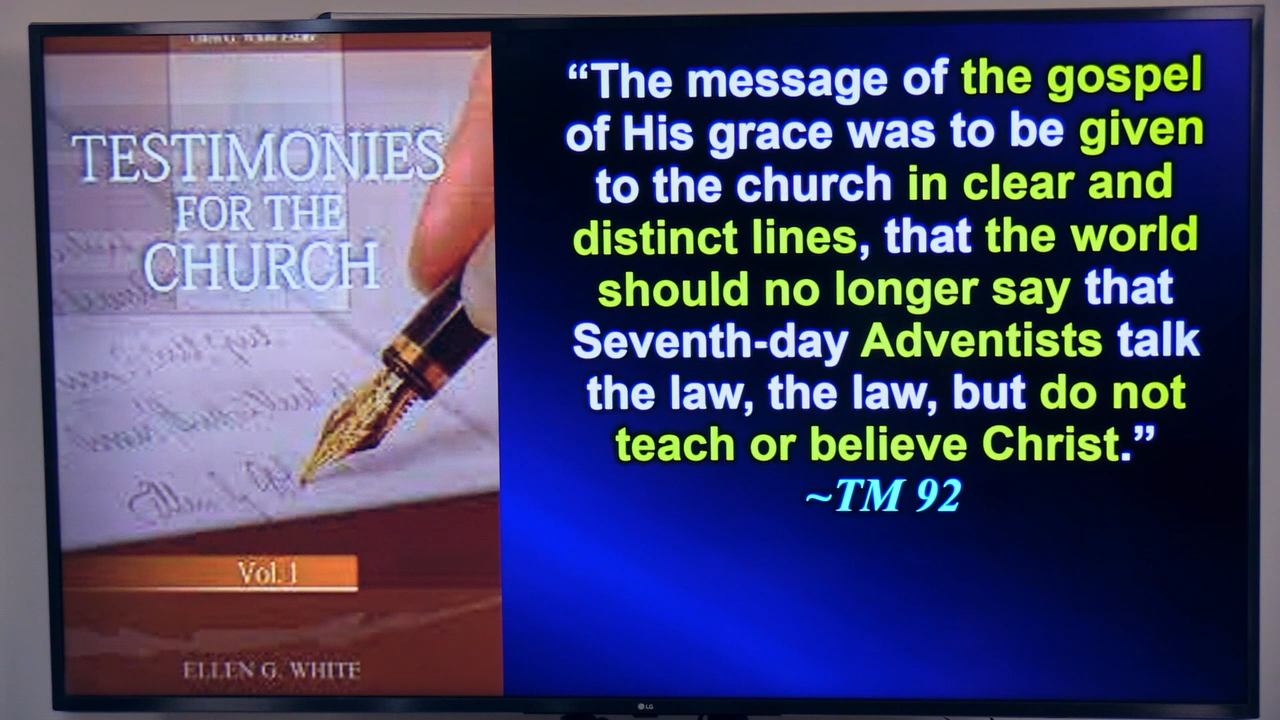 TESTIMONIES
FOR THE
CHURCH
Vol. 1
ELLEN G. WHITE
“The message of the gospel
of His grace was to be given
to the church in clear and
distinct lines, that the world
should no longer say that
Seventh-day Adventists talk
the law, the law, but do not
teach or believe Christ.”
~TM 92
LG